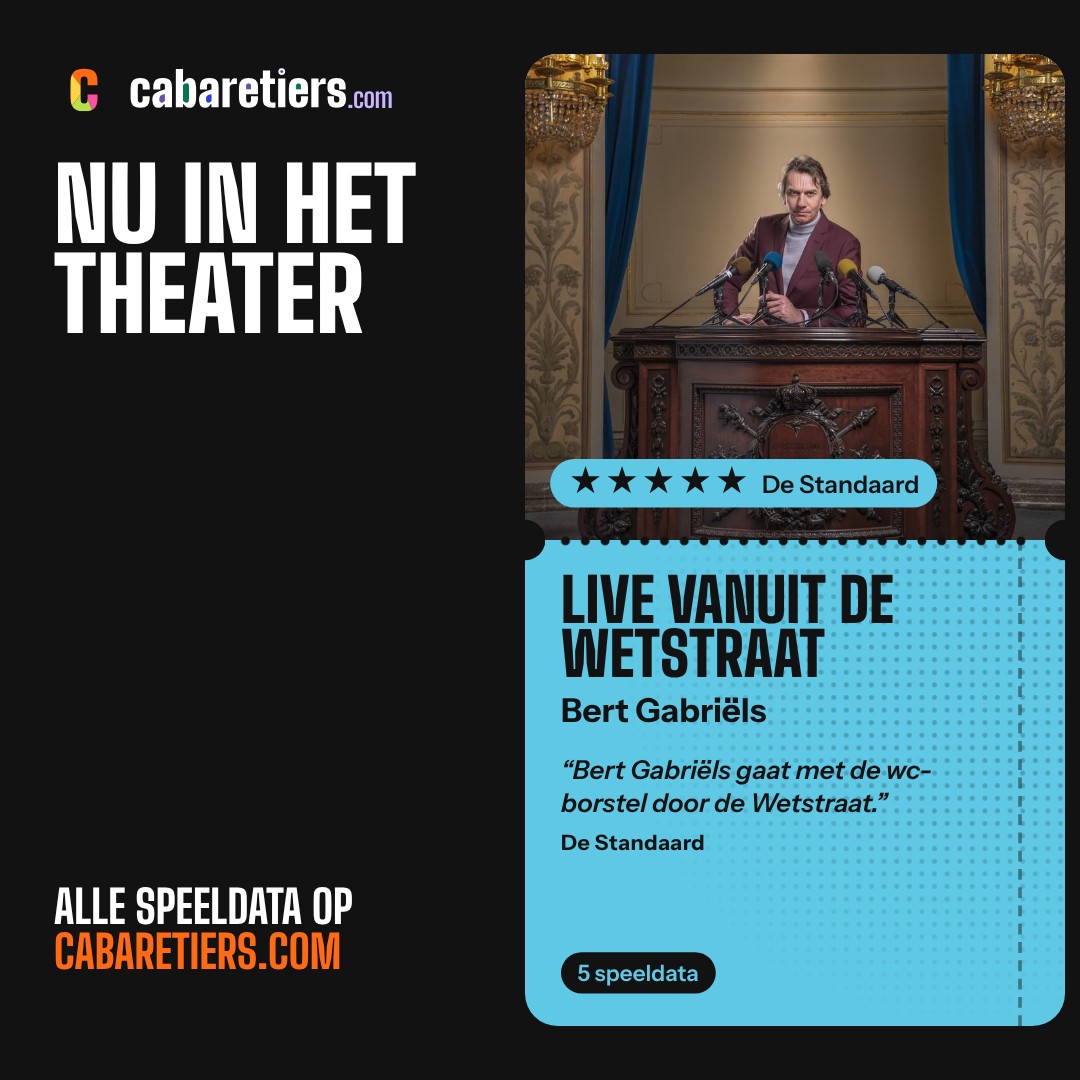 cabaretiers.com
NU IN HET
THEATER
★★★★★ De Standaard
LIVE VANUIT DE
WETSTRAAT
Bert Gabriëls
“Bert Gabriëls gaat met de wc-
borstel door de Wetstraat.”
De Standaard
5 speeldata
ALLE SPEELDATA OP
CABARETIERS.COM